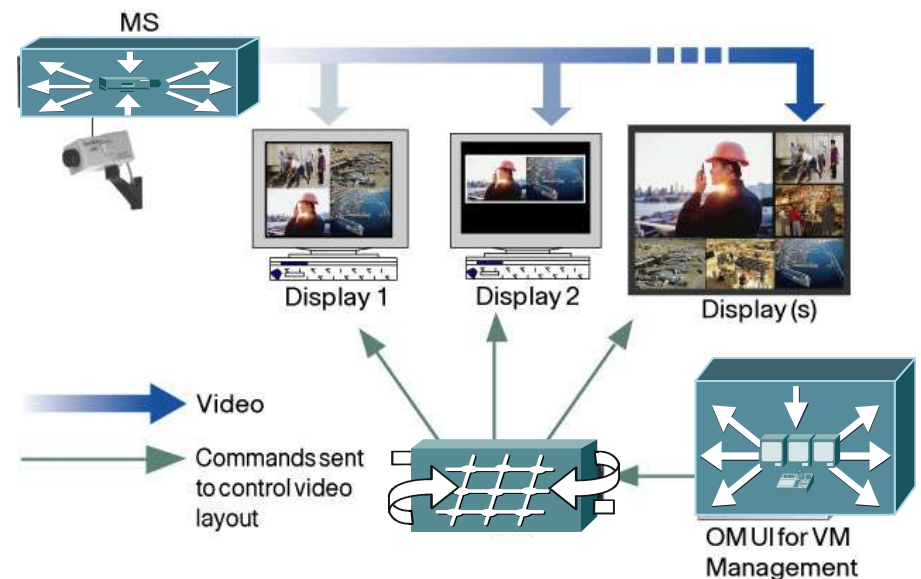 MS
Display 1
Display 2
Display (s)
Video
Commands sent
to control video
layout
OM UI for VM
Management